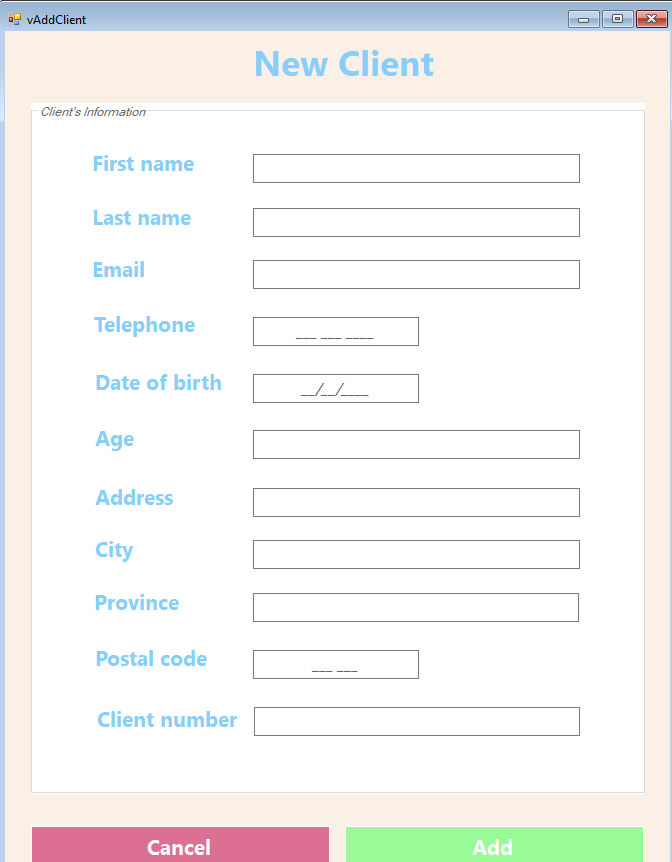 vAddClient
New Client
Client's Information
First name
Last name
Email
Telephone ___ ___ ____
Date of birth __/__/____
Age
Address
City
Province
Postal code ___ ___
Client number
Cancel Add